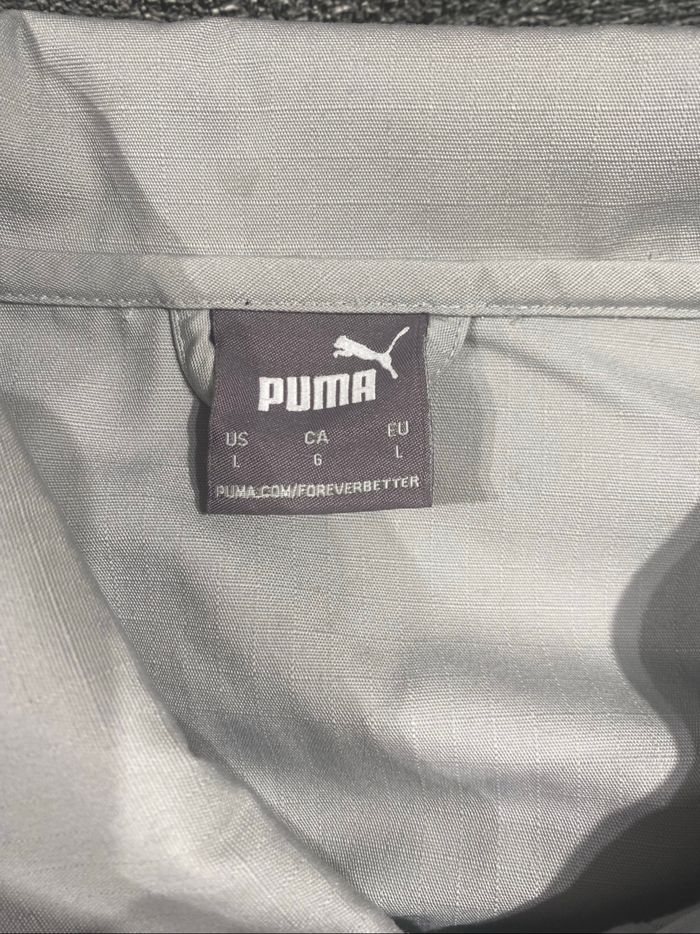 PUMA
US CA EU
L G L
PUMA.COM/FOREVERBETTER